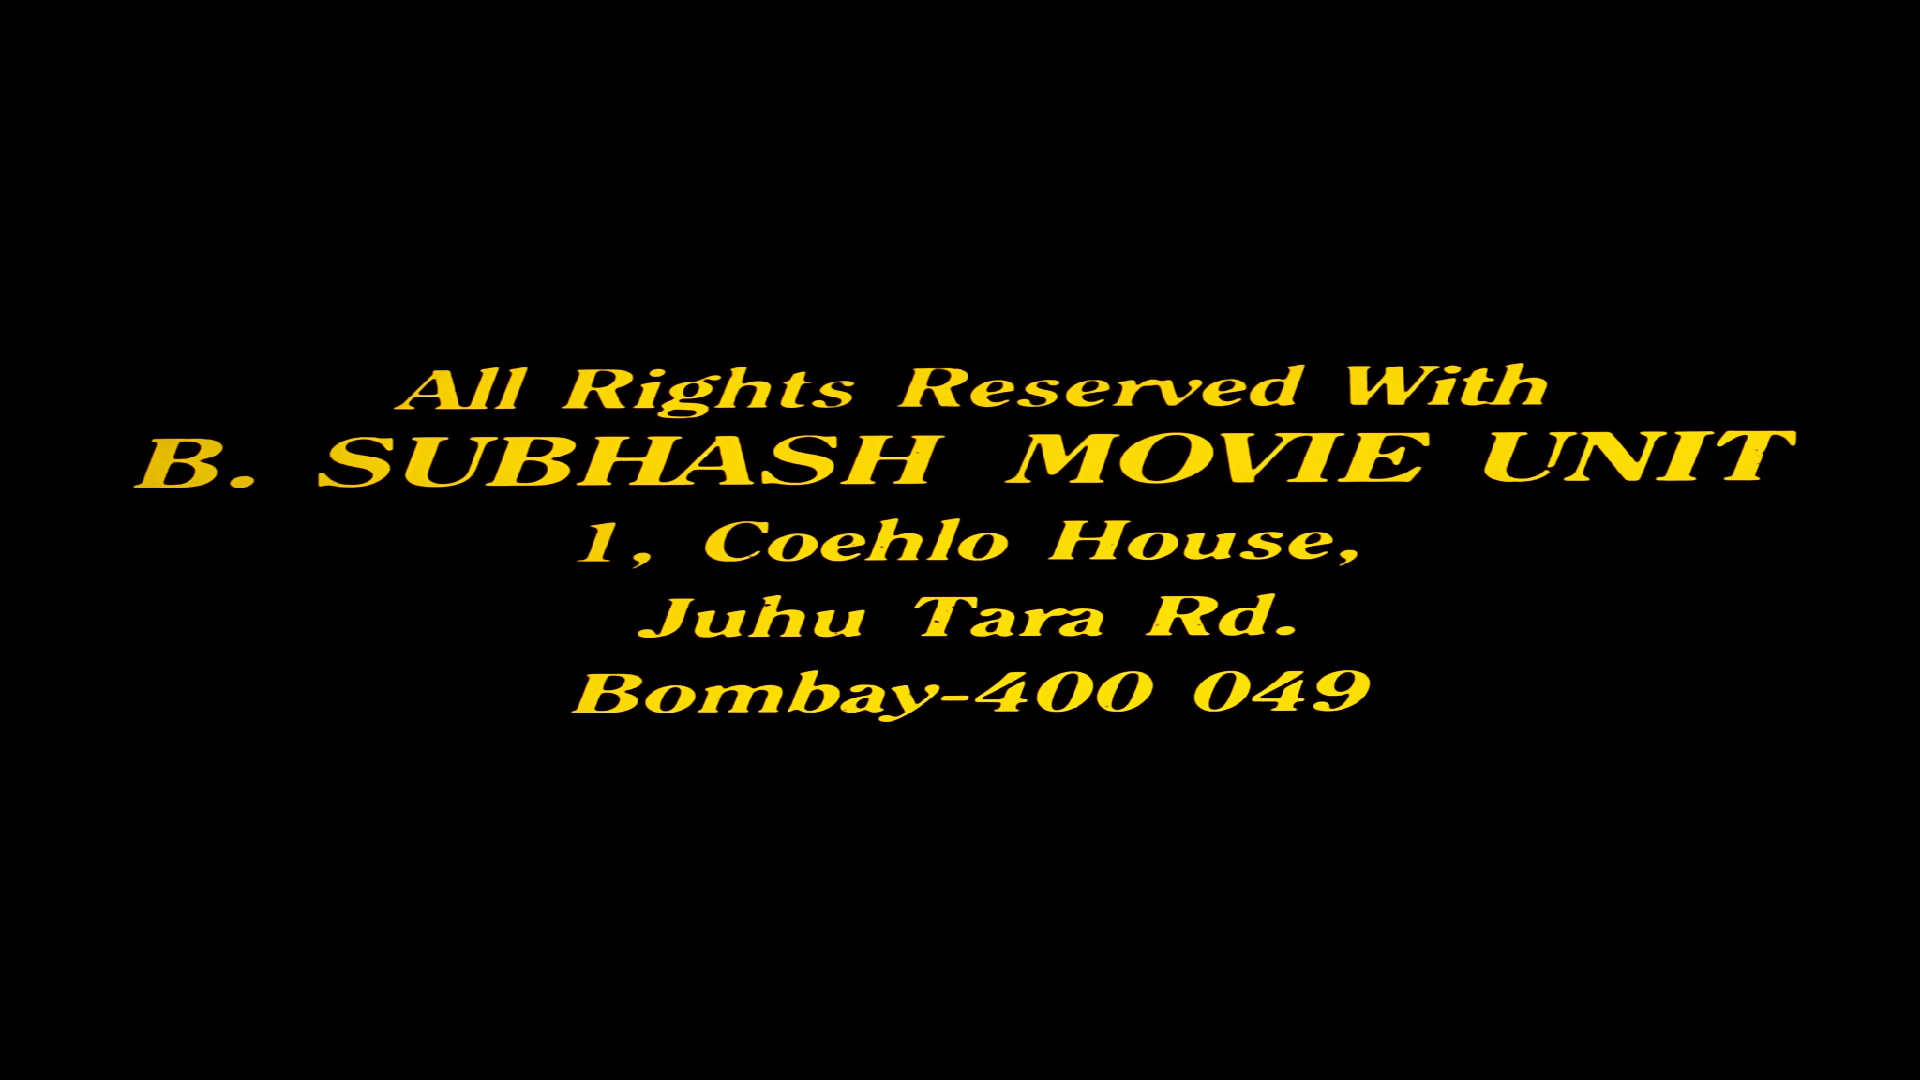 All Rights Reserved With
B. SUBHASH MOVIE UNIT
1, Coehlo House,
Juhu Tara Rd.
Bombay-400 049